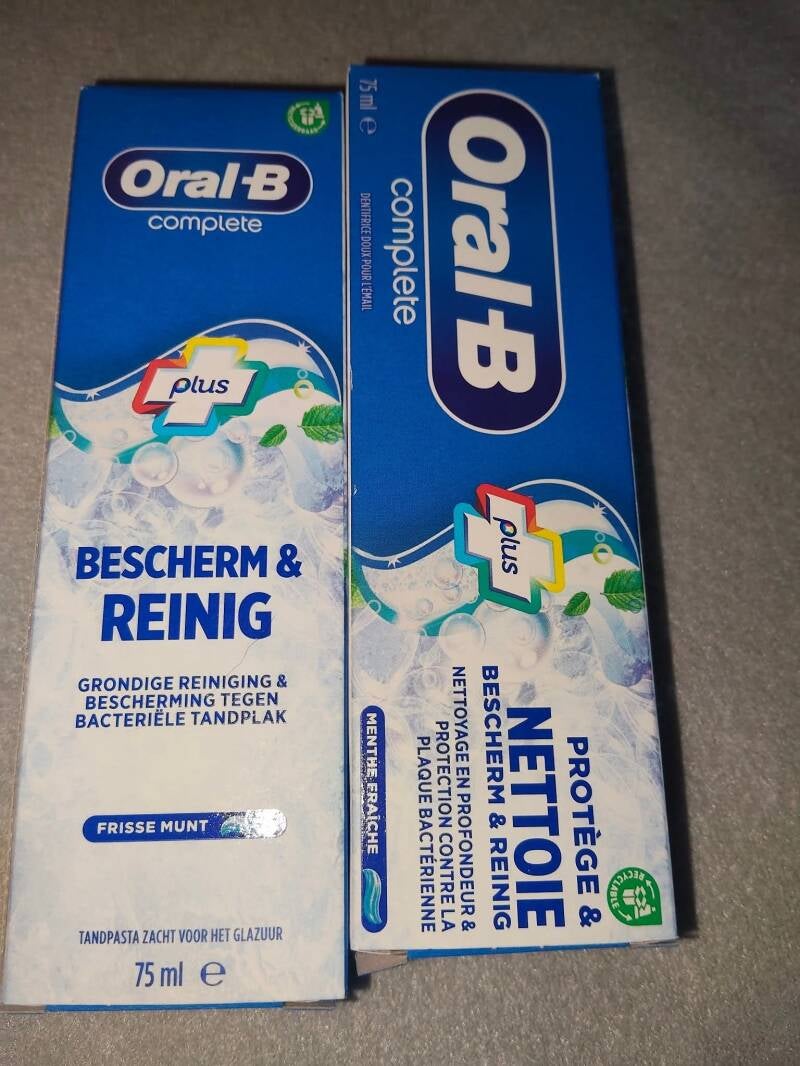 Oral-B
complete
plus
BESCHERM &
REINIG
GRONDIGE REINIGING &
BESCHERMING TEGEN
BACTERIËLE TANDPLAK
FRISSE MUNT
TANDPASTA ZACHT VOOR HET GLAZUUR
75 ml e
75 ml e
Oral-B
complete
DENTIFRICE DOUX POUR L'ÉMAIL
plus
PROTÈGE &
NETTOIE
BESCHERM & REINIG
NETTOYAGE EN PROFONDEUR &
PROTECTION CONTRE LA
PLAQUE BACTÉRIENNE
MENTHE FRAÎCHE
RECYCLABLE